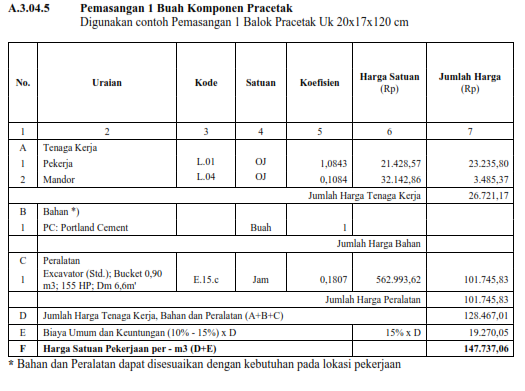 A.3.04.5 Pemasangan 1 Buah Komponen Pracetak
Digunakan contoh Pemasangan 1 Balok Pracetak Uk 20x17x120 cm
No. Uraian Kode Satuan Koefisien Harga Satuan (Rp) Jumlah Harga (Rp)
1 2 3 4 5 6 7
A Tenaga Kerja
1 Pekerja L.01 OJ 1,0843 21.428,57 23.235,80
2 Mandor L.04 OJ 0,1084 32.142,86 3.485,37
Jumlah Harga Tenaga Kerja 26.721,17
B Bahan *)
1 PC: Portland Cement Buah 1
Jumlah Harga Bahan
C Peralatan
1 Excavator (Std.); Bucket 0,90
m3; 155 HP; Dm 6,6m' E.15.c Jam 0,1807 562.993,62 101.745,83
Jumlah Harga Peralatan 101.745,83
D Jumlah Harga Tenaga Kerja, Bahan dan Peralatan (A+B+C) 128.467,01
E Biaya Umum dan Keuntungan (10% - 15%) x D 15% x D 19.270,05
F Harga Satuan Pekerjaan per - m3 (D+E) 147.737,06
* Bahan dan Peralatan dapat disesuaikan dengan kebutuhan pada lokasi pekerjaan